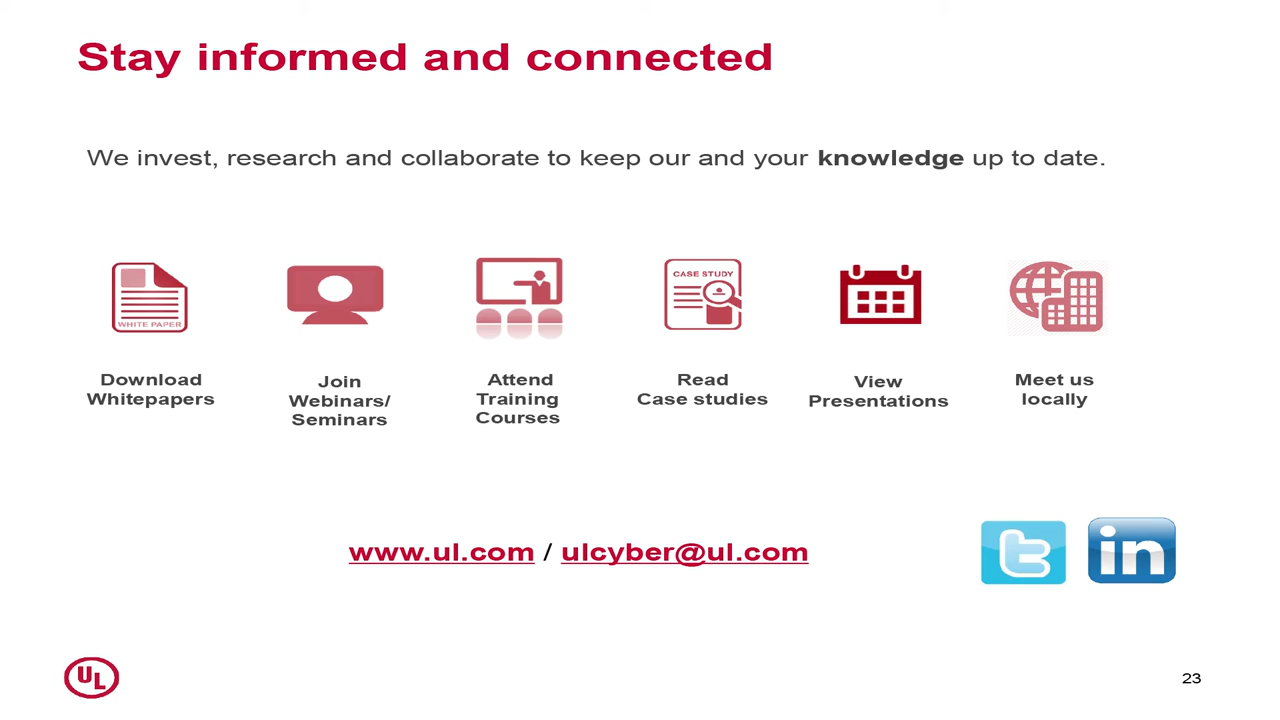 Stay informed and connected
We invest, research and collaborate to keep our and your knowledge up to date.
WHITE PAPER
CASE STUDY
Download
Whitepapers
Join
Webinars/
Seminars
Attend
Training
Courses
Read
Case studies
View
Presentations
Meet us
locally
www.ul.com / ulcyber@ul.com
t
in
UL
23